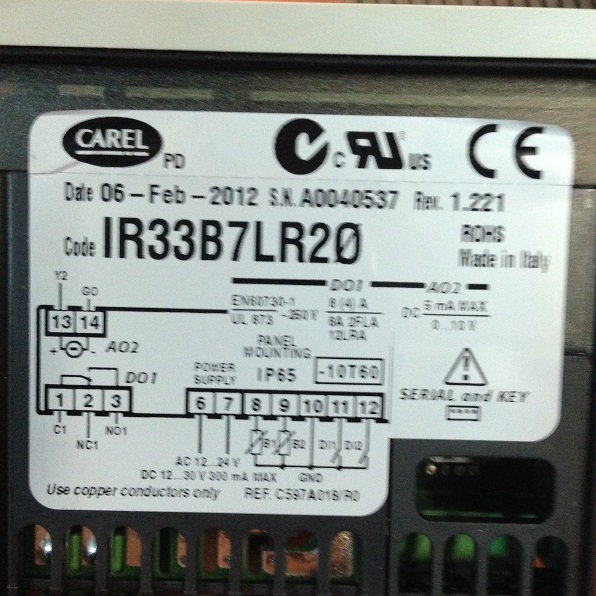 CAREL PD
c RU US CE
Date 06-Feb-2012 S.N. A0040537 Rev. 1.221
Code IR33B7LR20
ROHS
Made in Italy
DO1 AO2
EN60730-1 ~250V 8 (4) A DC 5 mA MAX
UL 873 8A 2FLA 12LRA 0...10V
Y2 G0
13 14
+ - AO2
DO1
1 2 3
C1 NC1 NO1
PANEL MOUNTING
IP65
-10T60
POWER SUPPLY
6 7 8 9 10 11 12
B1 B2 DI1 DI2
AC 12...24 V
DC 12...30 V 300 mA MAX GND
SERIAL and KEY
Use copper conductors only REF. C597A018/R0